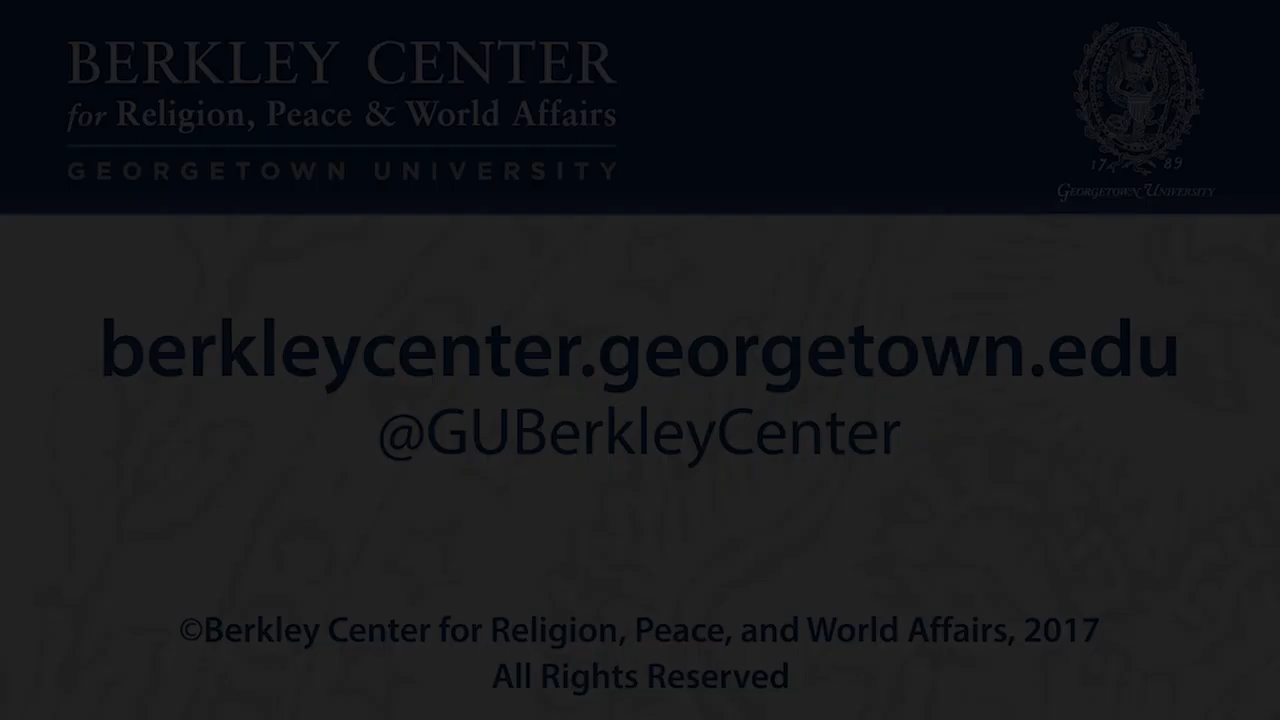 BERKLEY CENTER
for Religion, Peace & World Affairs
GEORGETOWN UNIVERSITY
1789
GEORGETOWN UNIVERSITY
berkleycenter.georgetown.edu
@GUBerkleyCenter
©Berkley Center for Religion, Peace, and World Affairs, 2017
All Rights Reserved